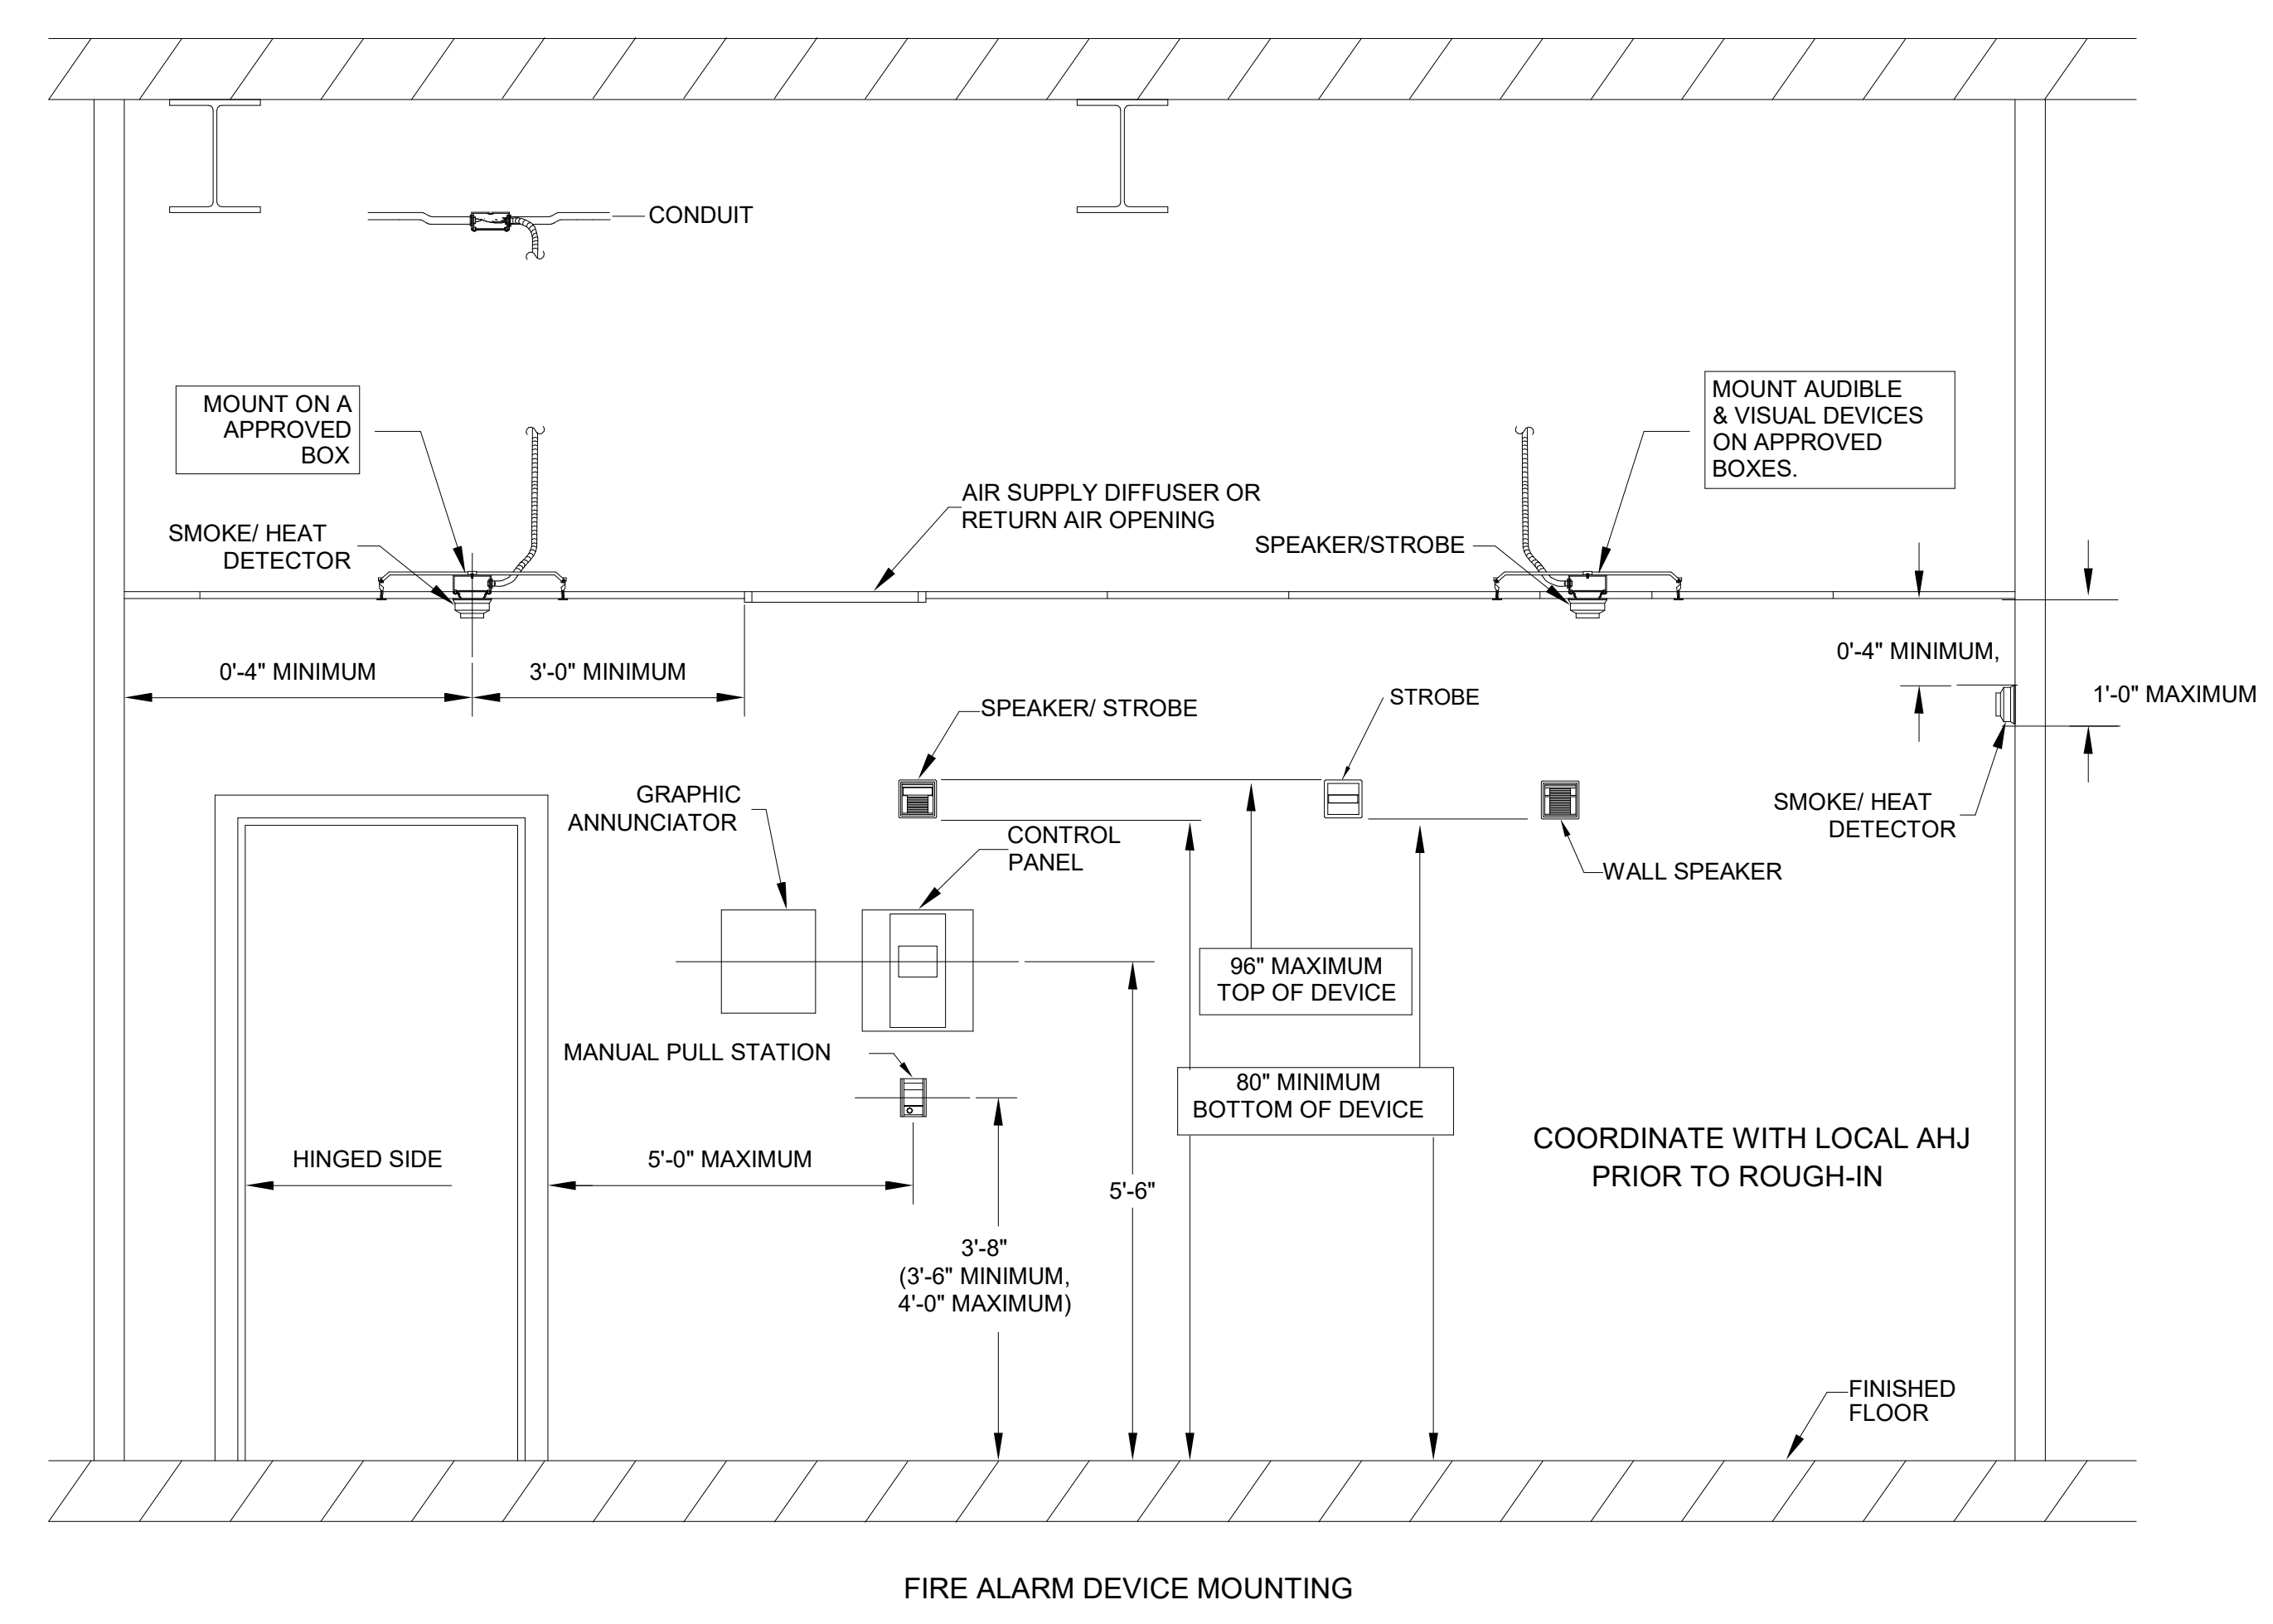 CONDUIT
MOUNT ON A
APPROVED
BOX
MOUNT AUDIBLE
& VISUAL DEVICES
ON APPROVED
BOXES.
SMOKE/ HEAT
DETECTOR
AIR SUPPLY DIFFUSER OR
RETURN AIR OPENING
SPEAKER/STROBE
0'-4" MINIMUM
3'-0" MINIMUM
0'-4" MINIMUM,
1'-0" MAXIMUM
SPEAKER/ STROBE
STROBE
GRAPHIC
ANNUNCIATOR
CONTROL
PANEL
SMOKE/ HEAT
DETECTOR
WALL SPEAKER
96" MAXIMUM
TOP OF DEVICE
MANUAL PULL STATION
80" MINIMUM
BOTTOM OF DEVICE
COORDINATE WITH LOCAL AHJ
PRIOR TO ROUGH-IN
HINGED SIDE
5'-0" MAXIMUM
5'-6"
3'-8"
(3'-6" MINIMUM,
4'-0" MAXIMUM)
FINISHED
FLOOR
FIRE ALARM DEVICE MOUNTING